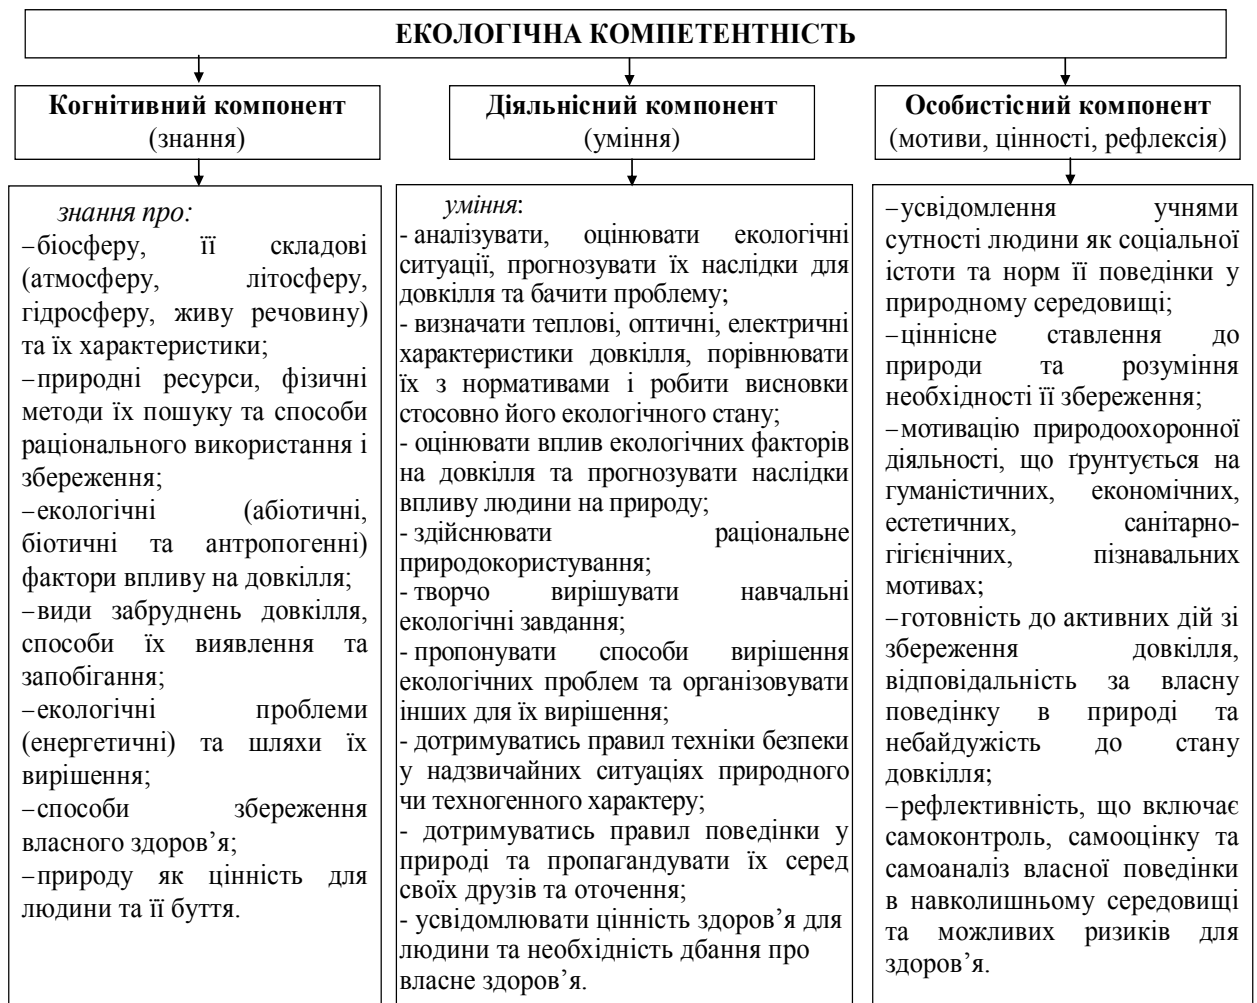 ЕКОЛОГІЧНА КОМПЕТЕНТНІСТЬ
Когнітивний компонент
(знання)
Діяльнісний компонент
(уміння)
Особистісний компонент
(мотиви, цінності, рефлексія)
знання про:
–біосферу, її складові
(атмосферу, літосферу,
гідросферу, живу речовину)
та їх характеристики;
–природні ресурси, фізичні
методи їх пошуку та способи
раціонального використання і
збереження;
–екологічні (абіотичні,
біотичні та антропогенні)
фактори впливу на довкілля;
–види забруднень довкілля,
способи їх виявлення та
запобігання;
–екологічні проблеми
(енергетичні) та шляхи їх
вирішення;
–способи збереження
власного здоров’я;
–природу як цінність для
людини та її буття.
уміння:
- аналізувати, оцінювати екологічні
ситуації, прогнозувати їх наслідки для
довкілля та бачити проблему;
- визначати теплові, оптичні, електричні
характеристики довкілля, порівнювати
їх з нормативами і робити висновки
стосовно його екологічного стану;
- оцінювати вплив екологічних факторів
на довкілля та прогнозувати наслідки
впливу людини на природу;
- здійснювати раціональне
природокористування;
- творчо вирішувати навчальні
екологічні завдання;
- пропонувати способи вирішення
екологічних проблем та організовувати
інших для їх вирішення;
- дотримуватись правил техніки безпеки
у надзвичайних ситуаціях природного
чи техногенного характеру;
- дотримуватись правил поведінки у
природі та пропагандувати їх серед
своїх друзів та оточення;
- усвідомлювати цінність здоров’я для
людини та необхідність дбання про
власне здоров’я.
–усвідомлення учнями
сутності людини як соціальної
істоти та норм її поведінки у
природному середовищі;
–ціннісне ставлення до
природи та розуміння
необхідності її збереження;
–мотивацію природоохоронної
діяльності, що ґрунтується на
гуманістичних, економічних,
естетичних, санітарно-
гігієнічних, пізнавальних
мотивах;
–готовність до активних дій зі
збереження довкілля,
відповідальність за власну
поведінку в природі та
небайдужість до стану
довкілля;
–рефлективність, що включає
самоконтроль, самооцінку та
самоаналіз власної поведінки
в навколишньому середовищі
та можливих ризиків для
здоров’я.